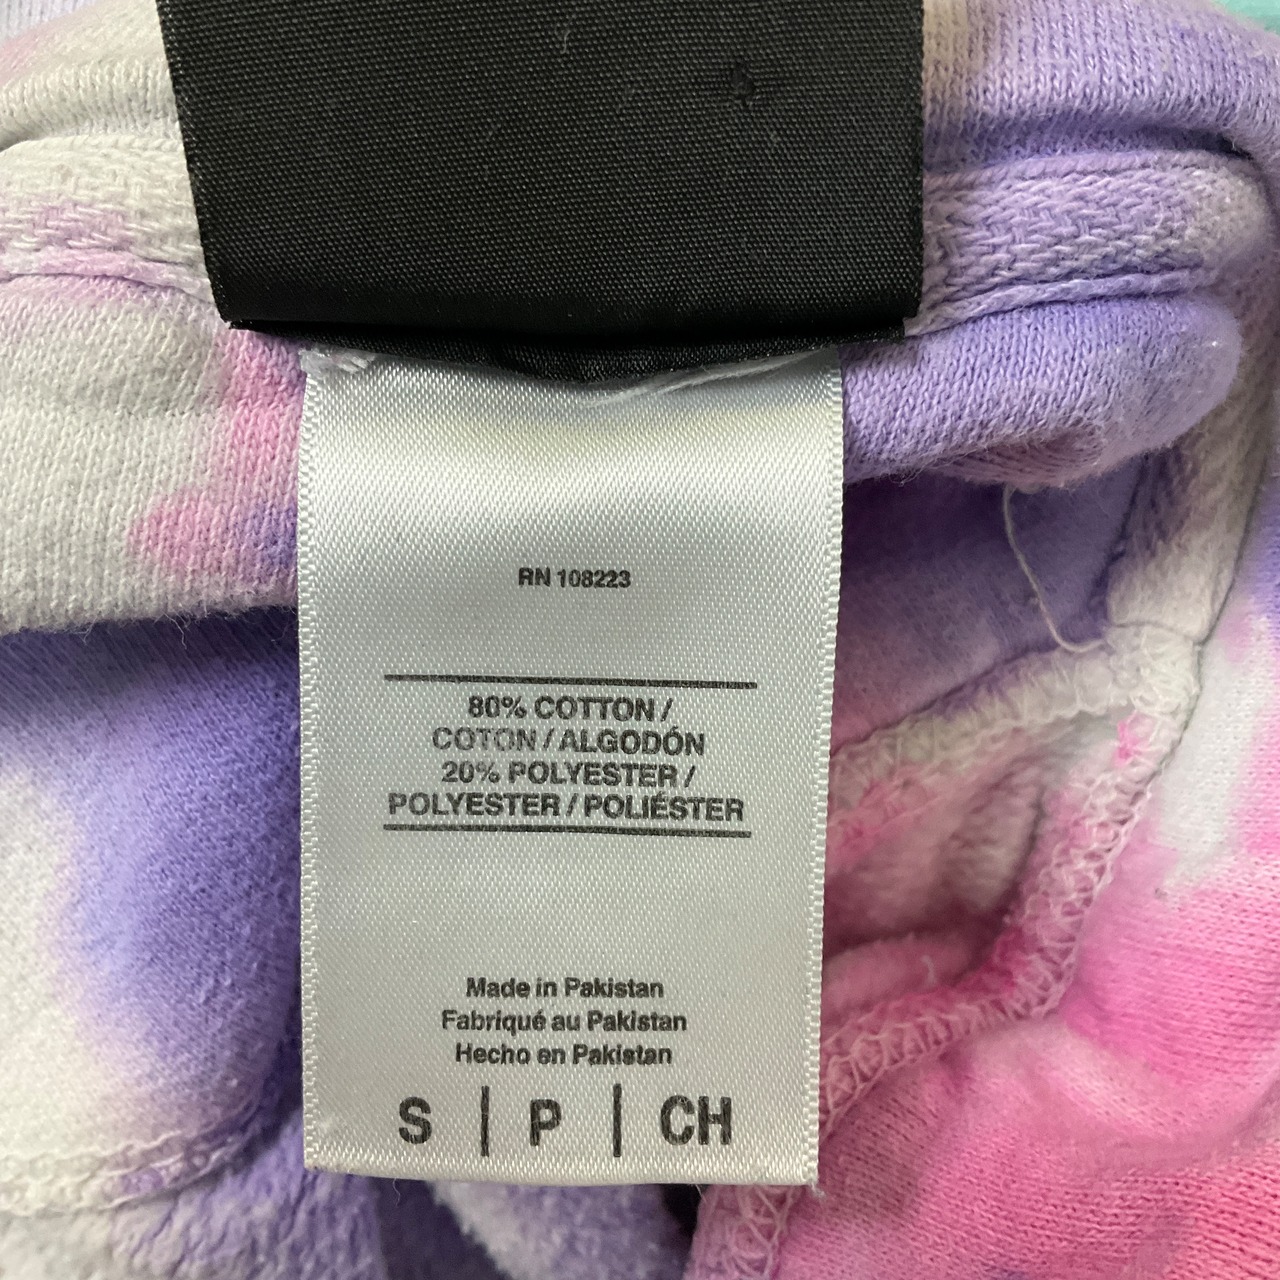 RN 108223
80% COTTON /
COTON / ALGODÓN
20% POLYESTER /
POLYESTER / POLIÉSTER
Made in Pakistan
Fabriqué au Pakistan
Hecho en Pakistan
S | P | CH